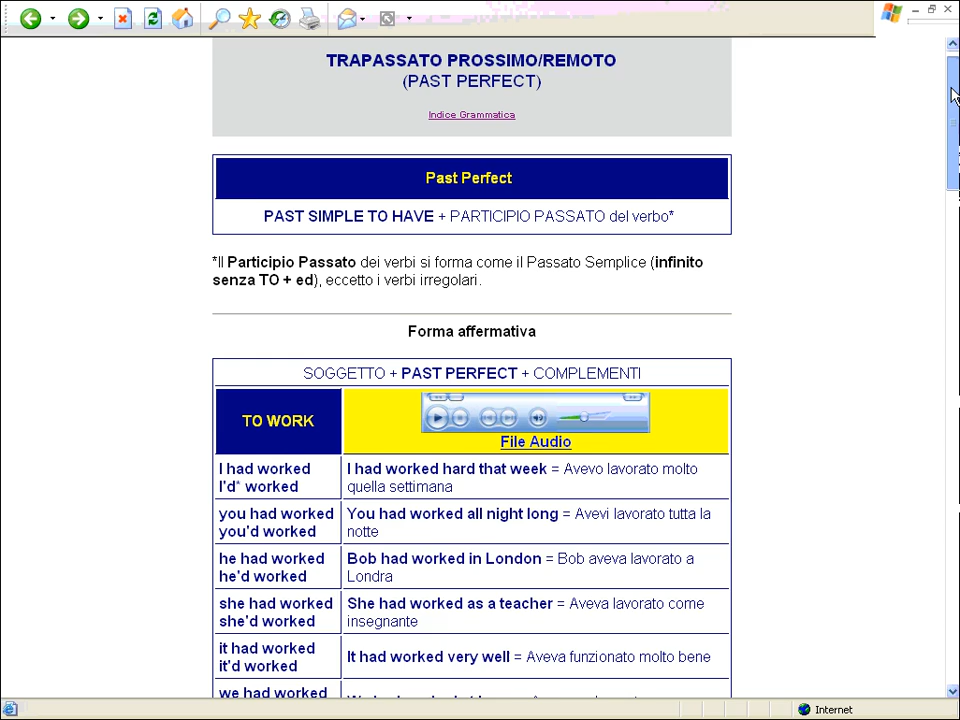 TRAPASSATO PROSSIMO/REMOTO
(PAST PERFECT)
Indice Grammatica
Past Perfect
PAST SIMPLE TO HAVE + PARTICIPIO PASSATO del verbo*
*Il Participio Passato dei verbi si forma come il Passato Semplice (infinito
senza TO + ed), eccetto i verbi irregolari.
Forma affermativa
SOGGETTO + PAST PERFECT + COMPLEMENTI
TO WORK
File Audio
I had worked
I'd* worked
I had worked hard that week = Avevo lavorato molto
quella settimana
you had worked
you'd worked
You had worked all night long = Avevi lavorato tutta la
notte
he had worked
he'd worked
Bob had worked in London = Bob aveva lavorato a
Londra
she had worked
she'd worked
She had worked as a teacher = Aveva lavorato come
insegnante
it had worked
it'd worked
It had worked very well = Aveva funzionato molto bene
we had worked
Internet